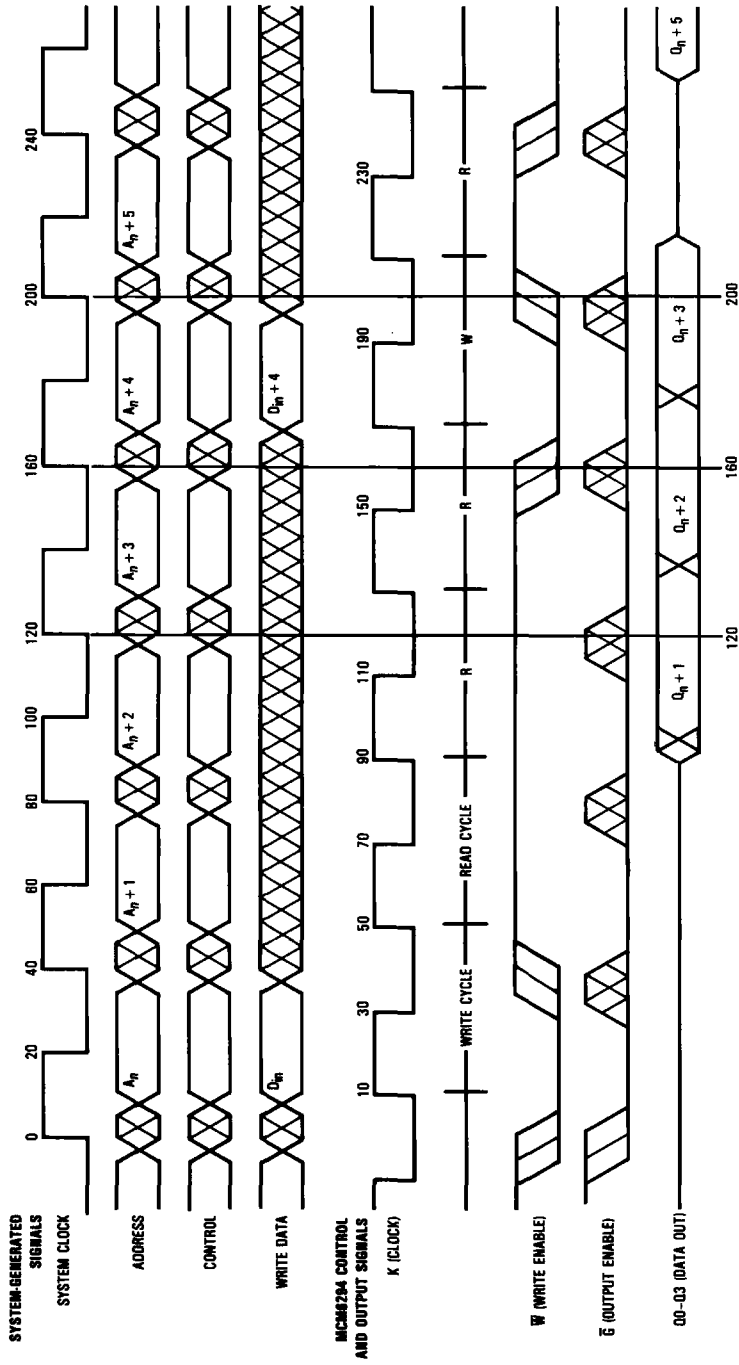 SYSTEM-GENERATED
SIGNALS
SYSTEM CLOCK
0 20 40 60 80 100 120 160 200 240
ADDRESS
An An + 1 An + 2 An + 3 An + 4 An + 5
CONTROL
WRITE DATA
Din Din + 4
MCM6294 CONTROL
AND OUTPUT SIGNALS
K (CLOCK)
10 30 50 70 90 110 150 190 230
WRITE CYCLE READ CYCLE R R W R
W̅ (WRITE ENABLE)
G̅ (OUTPUT ENABLE)
Q0-Q3 (DATA OUT)
Qn + 1 Qn + 2 Qn + 3 Qn + 5
120 160 200